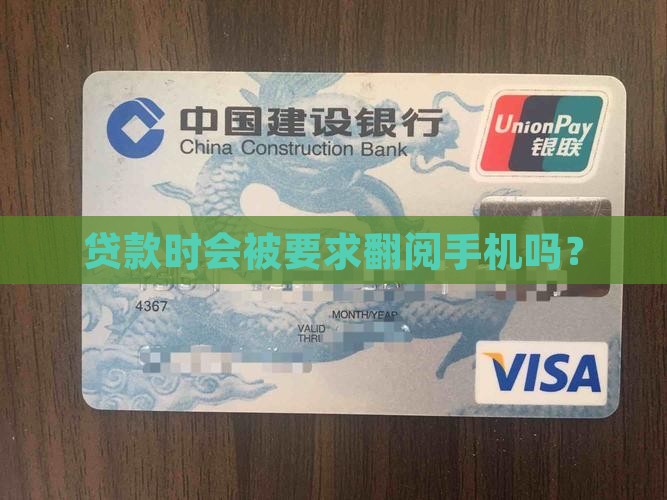 中国建设银行
China Construction Bank
UnionPay
银联
贷款时会被要求翻阅手机吗？
4367
MONTH/YEAR
VALID
THRU
VISA